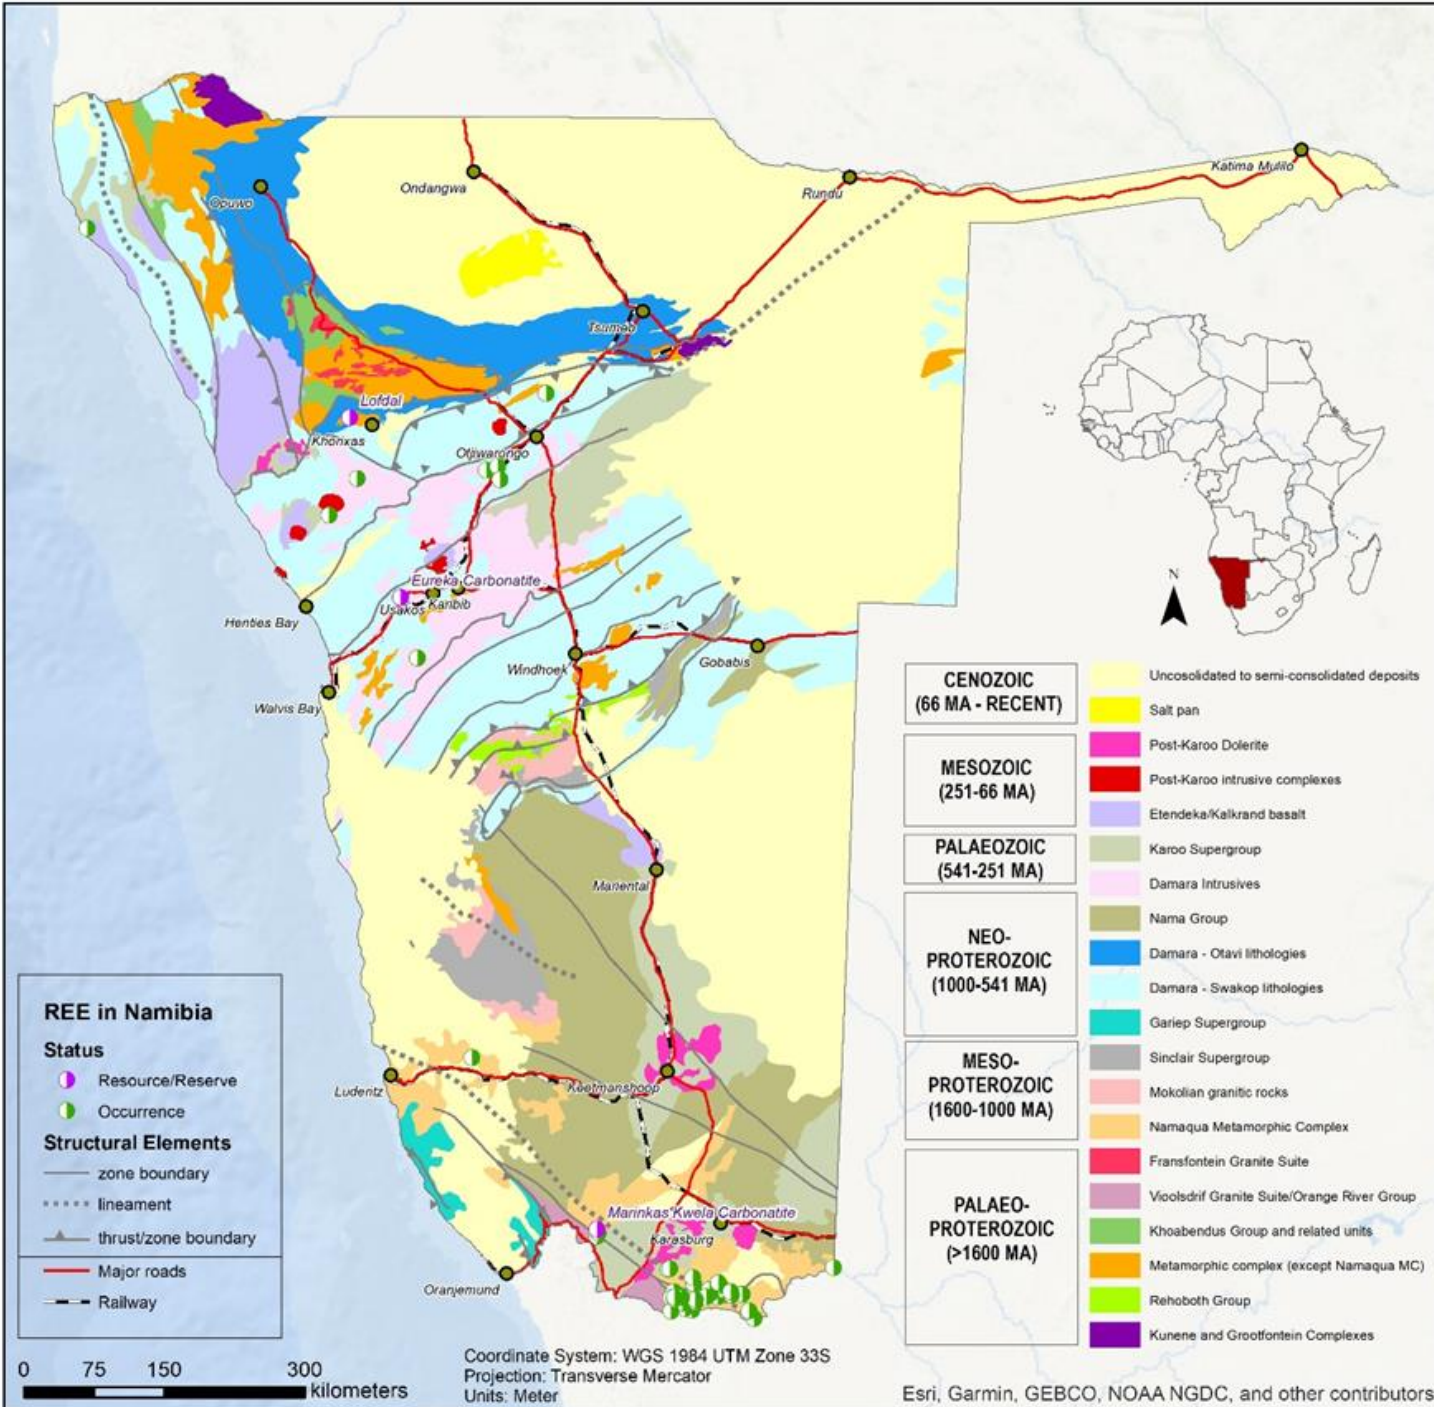 Katima Mulilo
Ondangwa
Rundu
Opuwo
Tsumeb
Lofdal
Khorixas
Otjiwarongo
Eureka Carbonatite
Usakos
Karibib
Henties Bay
Windhoek
Gobabis
Walvis Bay
Mariental
Luderitz
Keetmanshoop
Marinkas Kwela Carbonatite
Karasburg
Oranjemund
N
CENOZOIC
(66 MA - RECENT)
MESOZOIC
(251-66 MA)
PALAEOZOIC
(541-251 MA)
NEO-
PROTEROZOIC
(1000-541 MA)
MESO-
PROTEROZOIC
(1600-1000 MA)
PALAEO-
PROTEROZOIC
(>1600 MA)
Uncosolidated to semi-consolidated deposits
Salt pan
Post-Karoo Dolerite
Post-Karoo intrusive complexes
Etendeka/Kalkrand basalt
Karoo Supergroup
Damara Intrusives
Nama Group
Damara - Otavi lithologies
Damara - Swakop lithologies
Gariep Supergroup
Sinclair Supergroup
Mokolian granitic rocks
Namaqua Metamorphic Complex
Fransfontein Granite Suite
Vioolsdrif Granite Suite/Orange River Group
Khoabendus Group and related units
Metamorphic complex (except Namaqua MC)
Rehoboth Group
Kunene and Grootfontein Complexes
REE in Namibia
Status
Resource/Reserve
Occurrence
Structural Elements
zone boundary
lineament
thrust/zone boundary
Major roads
Railway
0 75 150 300
kilometers
Coordinate System: WGS 1984 UTM Zone 33S
Projection: Transverse Mercator
Units: Meter
Esri, Garmin, GEBCO, NOAA NGDC, and other contributors